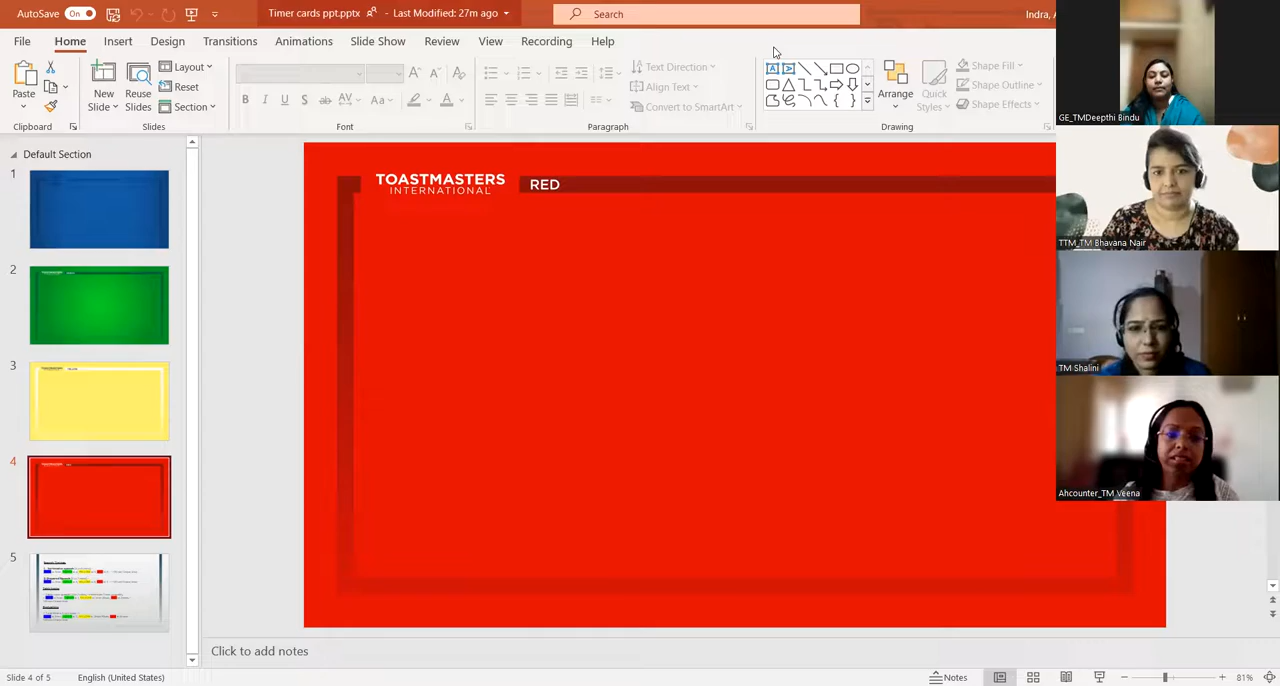 AutoSave On Timer cards ppt.pptx - Last Modified: 27m ago Search Indra, A
File Home Insert Design Transitions Animations Slide Show Review View Recording Help
Paste
New Slide
Reuse Slides
Layout
Reset
Section
B I U S ab AV Aa A
Text Direction
Align Text
Convert to SmartArt
Arrange
Quick Styles
Shape Fill
Shape Outline
Shape Effects
Clipboard Slides Font Paragraph Drawing
Default Section
1
2
3
4
5
TOASTMASTERS
INTERNATIONAL
RED
GE_TMDeepthi Bindu
TTM_TM Bhavana Nair
TM Shalini
Ahcounter_TM Veena
Click to add notes
Slide 4 of 5 English (United States) Notes 81%